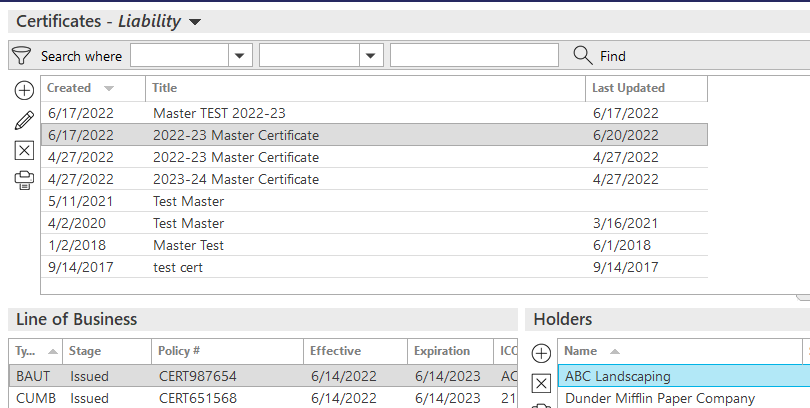 Certificates - Liability
Search where Find
Created Title Last Updated
6/17/2022 Master TEST 2022-23 6/17/2022
6/17/2022 2022-23 Master Certificate 6/20/2022
4/27/2022 2022-23 Master Certificate 4/27/2022
4/27/2022 2023-24 Master Certificate 4/27/2022
5/11/2021 Test Master
4/2/2020 Test Master 3/16/2021
1/2/2018 Master Test 6/1/2018
9/14/2017 test cert 9/14/2017
Line of Business Holders
Ty... Stage Policy # Effective Expiration ICC Name
BAUT Issued CERT987654 6/14/2022 6/14/2023 AC ABC Landscaping
CUMB Issued CERT651568 6/14/2022 6/14/2023 21 Dunder Mifflin Paper Company